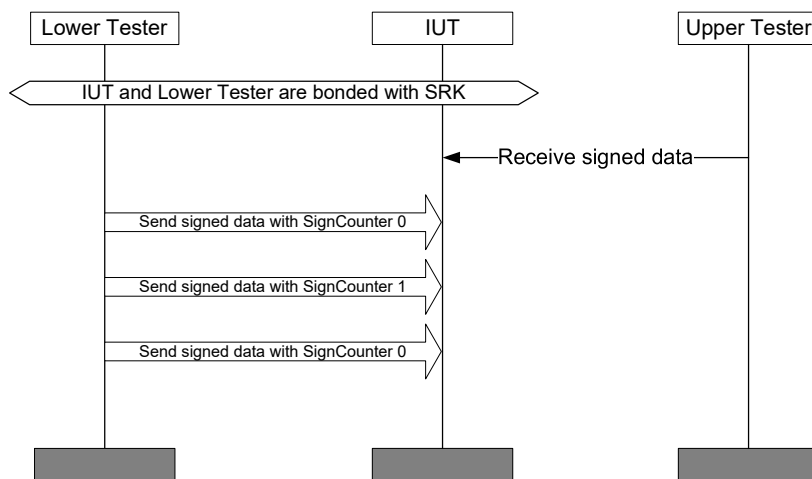 Lower Tester
IUT
Upper Tester
IUT and Lower Tester are bonded with SRK
Receive signed data
Send signed data with SignCounter 0
Send signed data with SignCounter 1
Send signed data with SignCounter 0